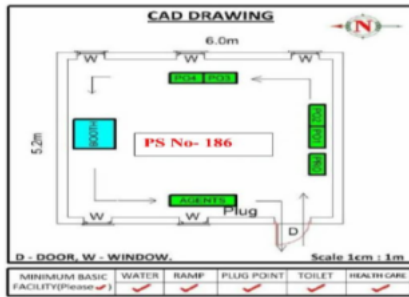 CAD DRAWING
N
6.0m
W W W
PO4 PO3
5.2m
BOOTH
PS No- 186
PO2
PO1
PRO
AGENTS
Plug
W W
D
D - DOOR, W - WINDOW. Scale 1cm : 1m
MINIMUM BASIC FACILITY(Please✓) WATER RAMP PLUG POINT TOILET HEALTH CARE